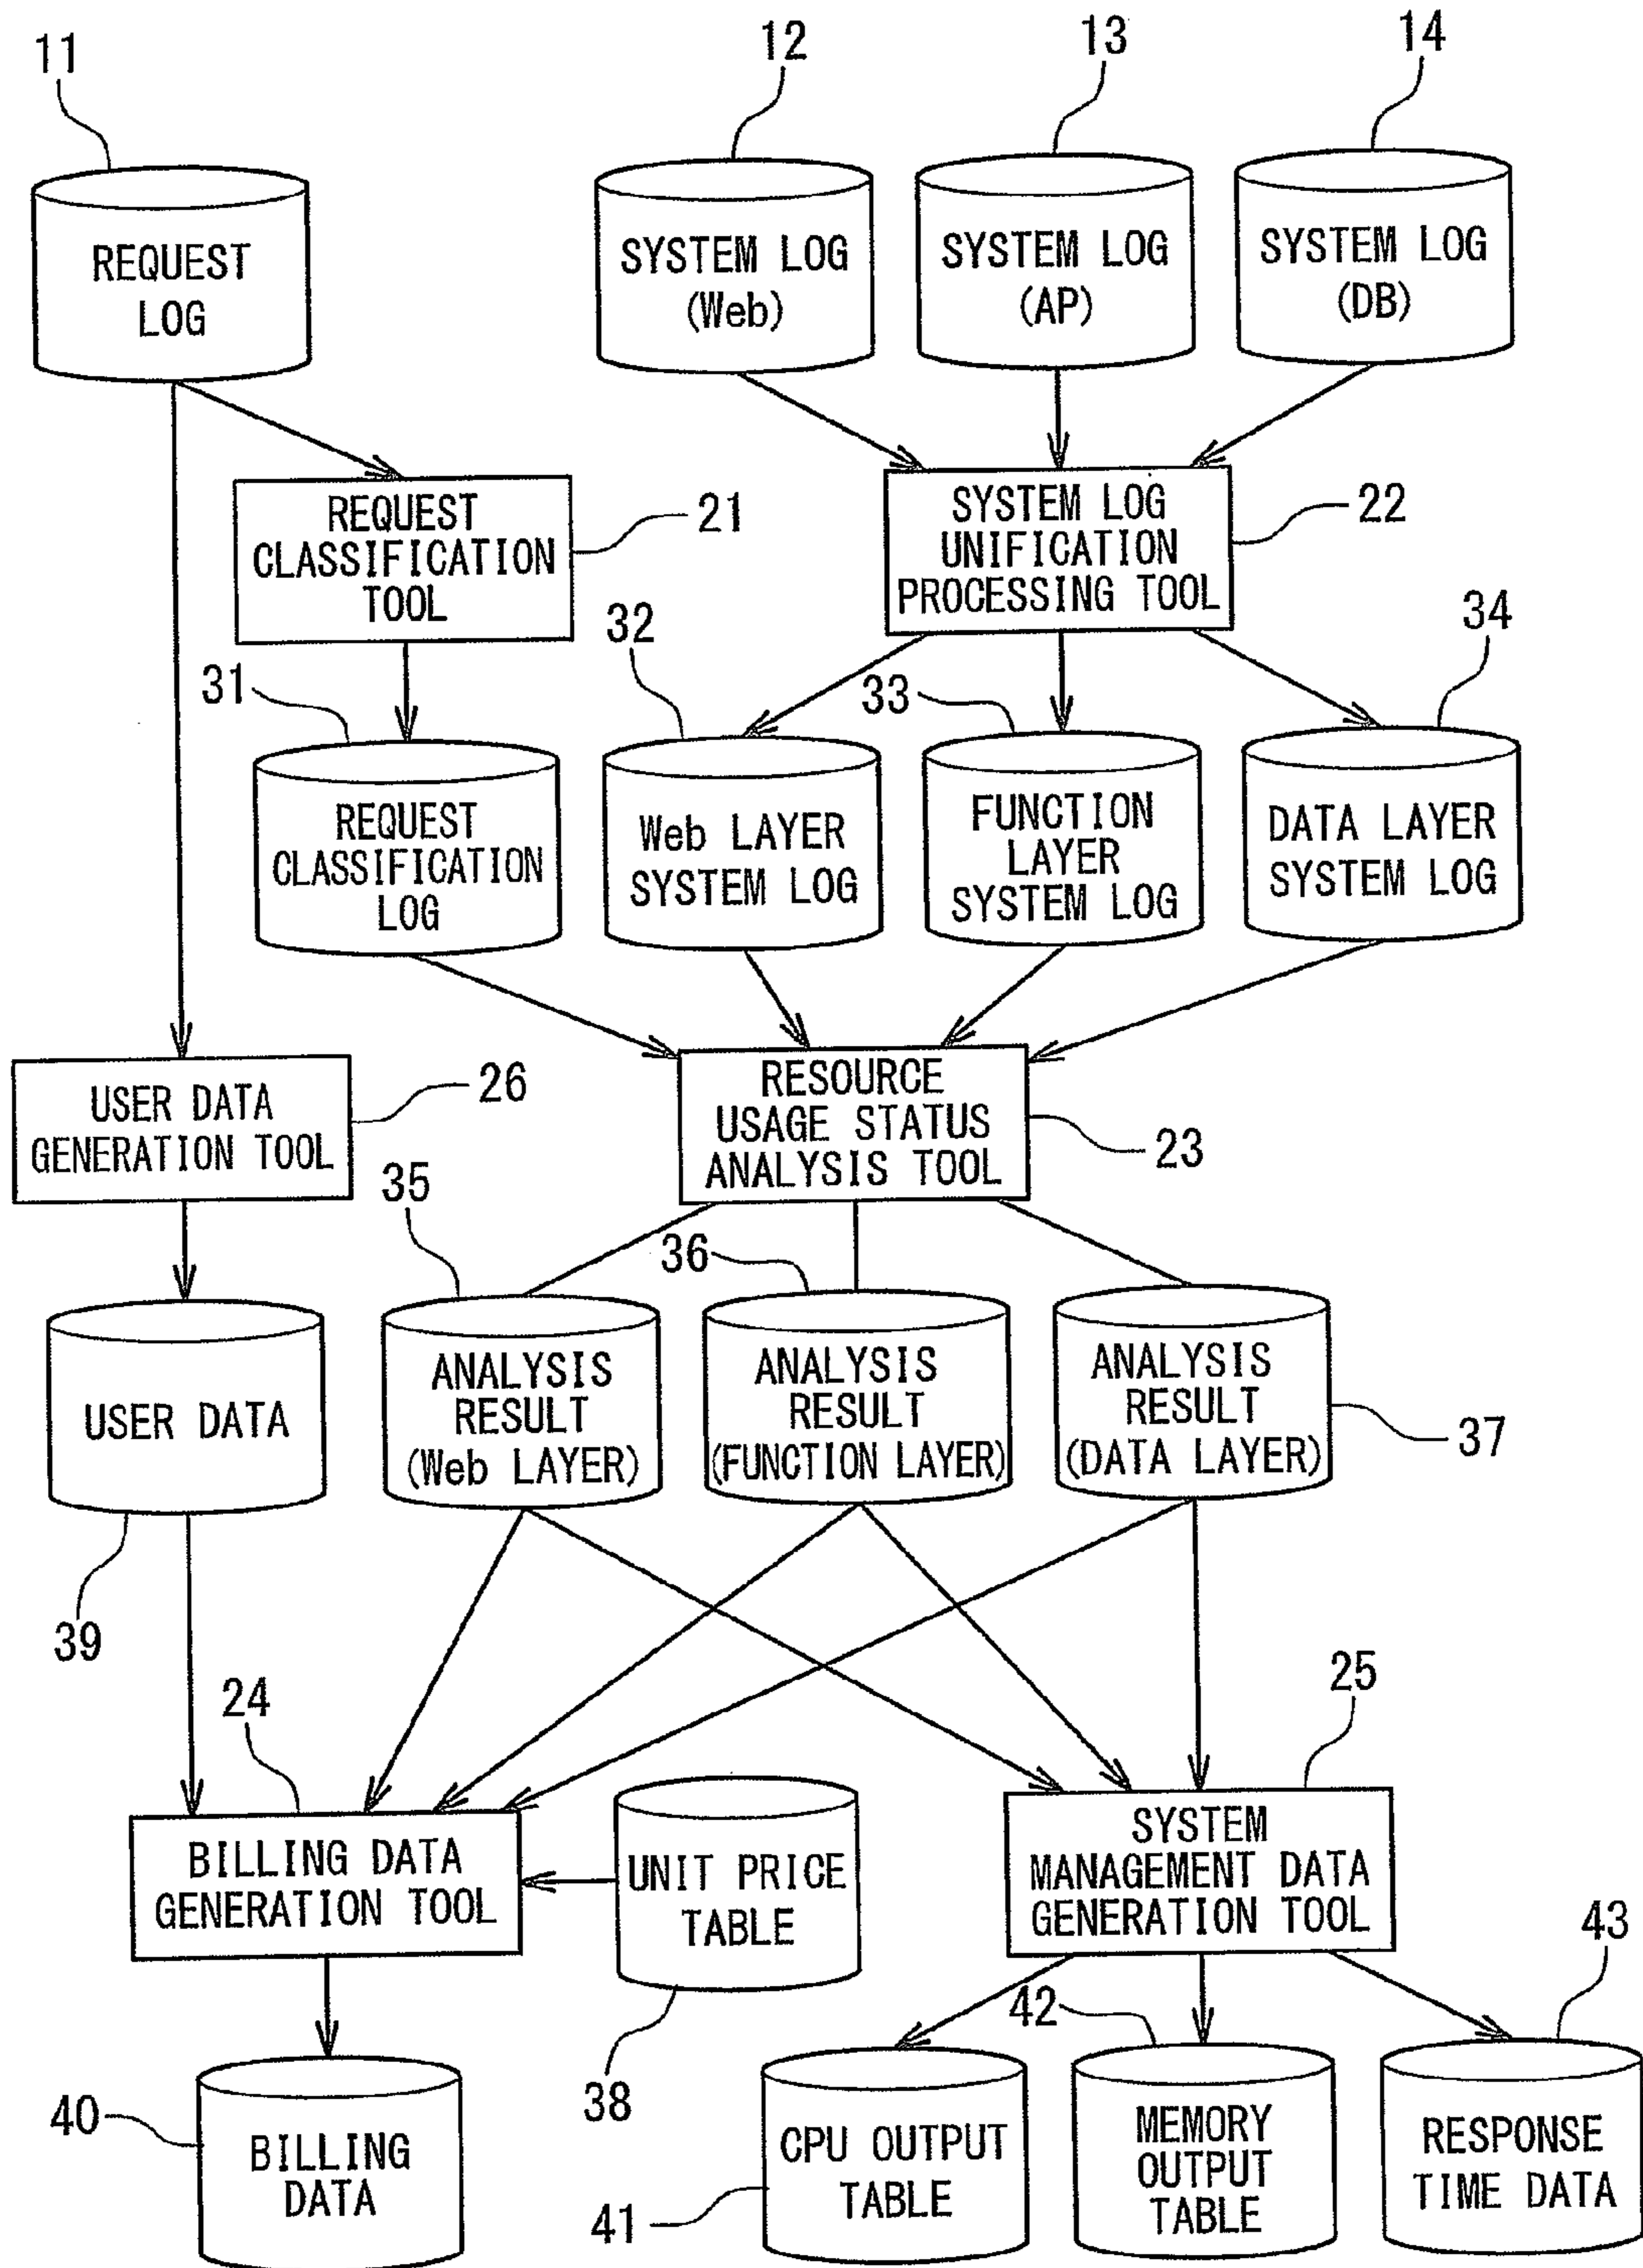 11
12
13
14
REQUEST
LOG
SYSTEM LOG
(Web)
SYSTEM LOG
(AP)
SYSTEM LOG
(DB)
REQUEST
CLASSIFICATION
TOOL
21
SYSTEM LOG
UNIFICATION
PROCESSING TOOL
22
31
32
33
34
REQUEST
CLASSIFICATION
LOG
Web LAYER
SYSTEM LOG
FUNCTION
LAYER
SYSTEM LOG
DATA LAYER
SYSTEM LOG
USER DATA
GENERATION TOOL
26
RESOURCE
USAGE STATUS
ANALYSIS TOOL
23
35
36
USER DATA
ANALYSIS
RESULT
(Web LAYER)
ANALYSIS
RESULT
(FUNCTION LAYER)
ANALYSIS
RESULT
(DATA LAYER)
37
39
24
25
BILLING DATA
GENERATION TOOL
UNIT PRICE
TABLE
SYSTEM
MANAGEMENT DATA
GENERATION TOOL
38
42
43
40
BILLING
DATA
41
CPU OUTPUT
TABLE
MEMORY
OUTPUT
TABLE
RESPONSE
TIME DATA